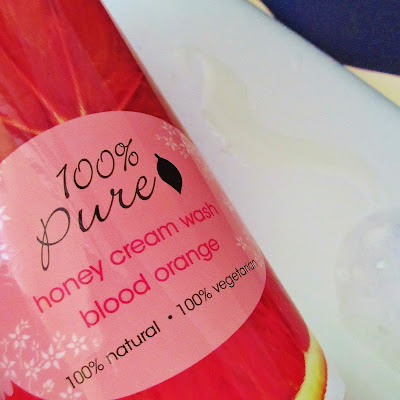 100%
pure
honey cream wash
blood orange
100% natural • 100% vegetarian